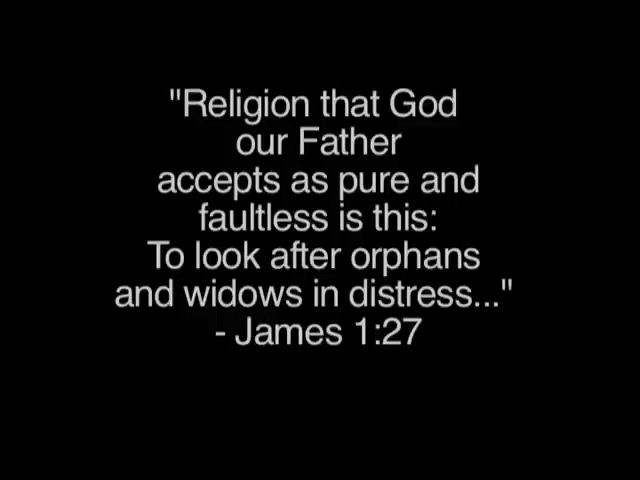 "Religion that God
our Father
accepts as pure and
faultless is this:
To look after orphans
and widows in distress..."
- James 1:27